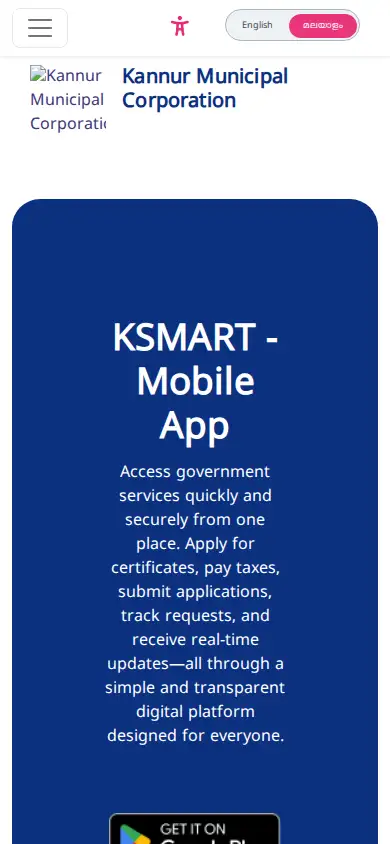 English
മലയാളം
Kannur
Municipal
Kannur Municipal
Corporation
KSMART -
Mobile
App
Access government
services quickly and
securely from one
place. Apply for
certificates, pay taxes,
submit applications,
track requests, and
receive real-time
updates—all through a
simple and transparent
digital platform
designed for everyone.
GET IT ON